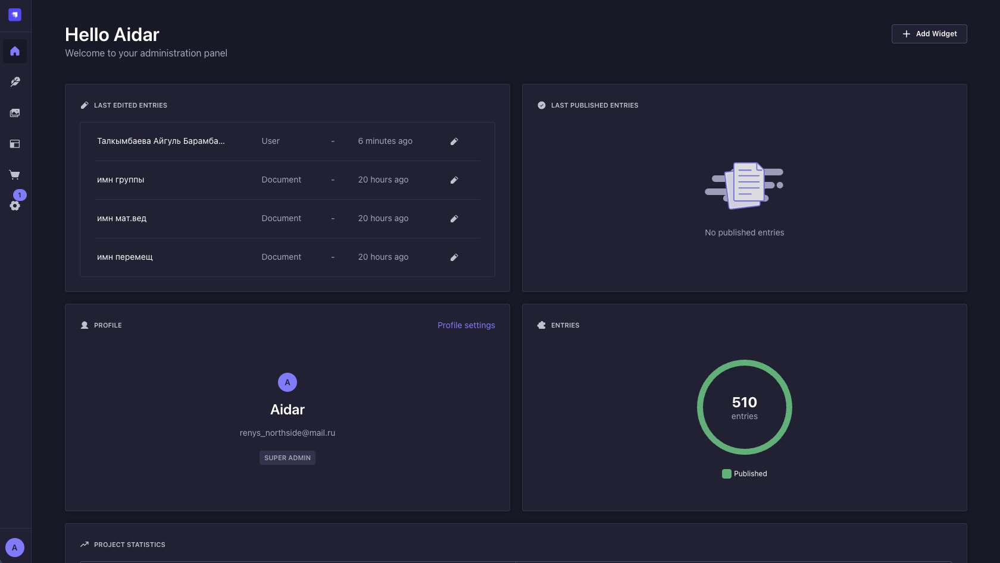 Hello Aidar
Welcome to your administration panel
Add Widget
1
LAST EDITED ENTRIES
Талкымбаева Айгуль Барамба... User - 6 minutes ago
имн группы Document - 20 hours ago
имн мат.вед Document - 20 hours ago
имн перемещ Document - 20 hours ago
LAST PUBLISHED ENTRIES
No published entries
PROFILE
Profile settings
A
Aidar
renys_northside@mail.ru
SUPER ADMIN
ENTRIES
510
entries
Published
PROJECT STATISTICS
A